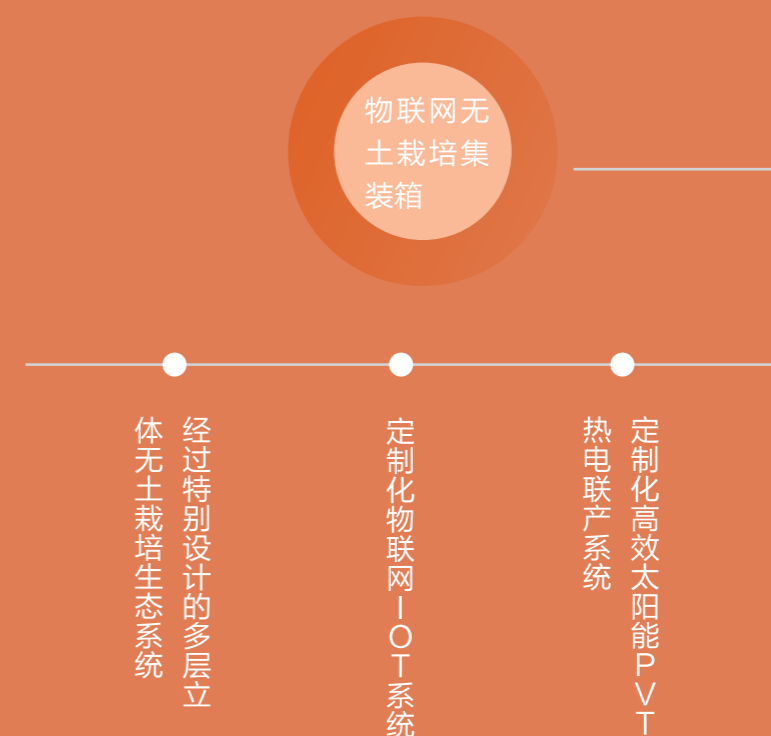 物联网无
土栽培集
装箱
经过特别设计的多层立
体无土栽培生态系统
定制化物联网IOT系统
定制化高效太阳能PVT
热电联产系统